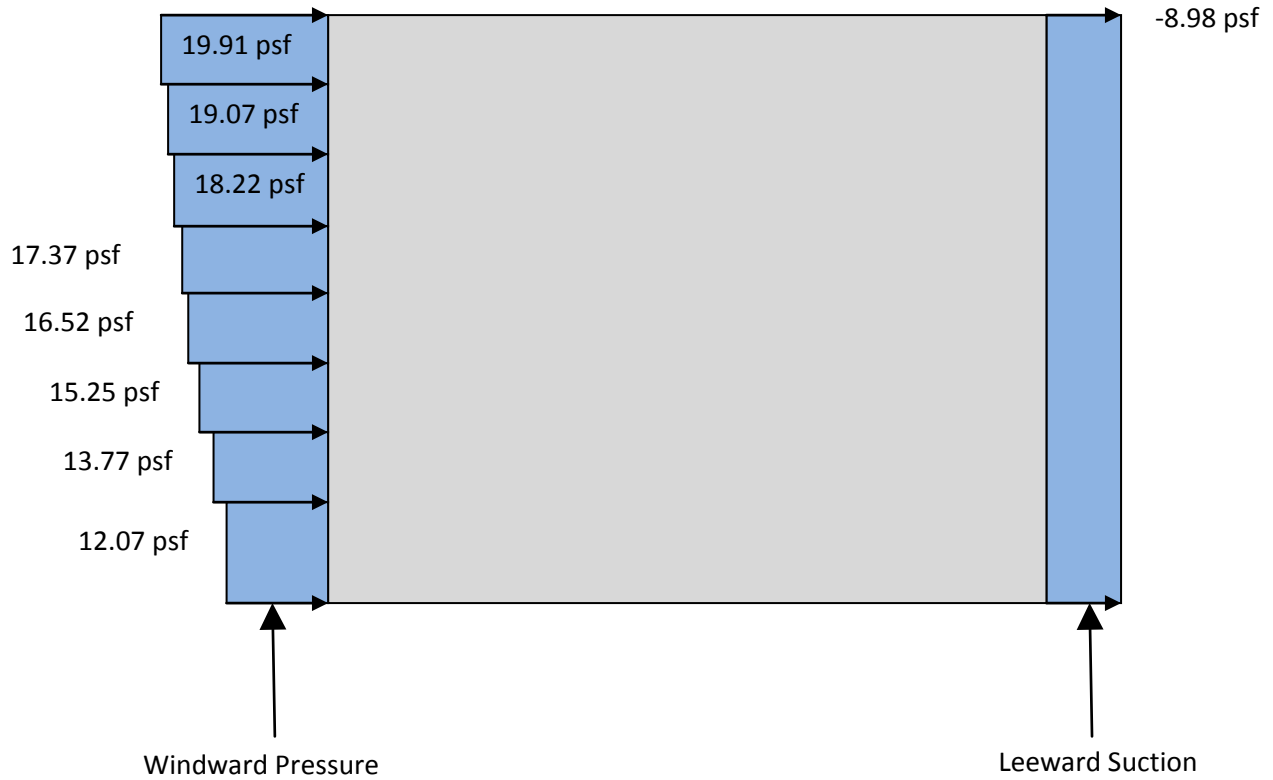 -8.98 psf
19.91 psf
19.07 psf
18.22 psf
17.37 psf
16.52 psf
15.25 psf
13.77 psf
12.07 psf
Windward Pressure
Leeward Suction